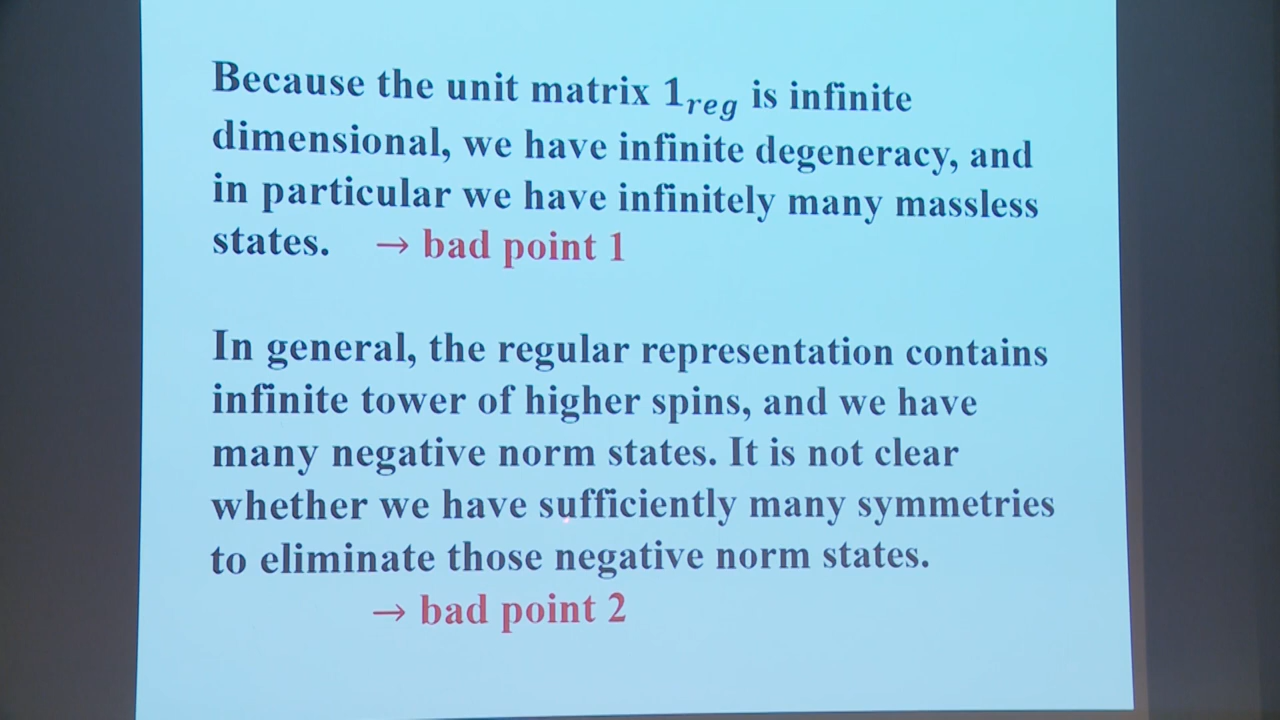 Because the unit matrix 1_reg is infinite
dimensional, we have infinite degeneracy, and
in particular we have infinitely many massless
states. → bad point 1
In general, the regular representation contains
infinite tower of higher spins, and we have
many negative norm states. It is not clear
whether we have sufficiently many symmetries
to eliminate those negative norm states.
→ bad point 2